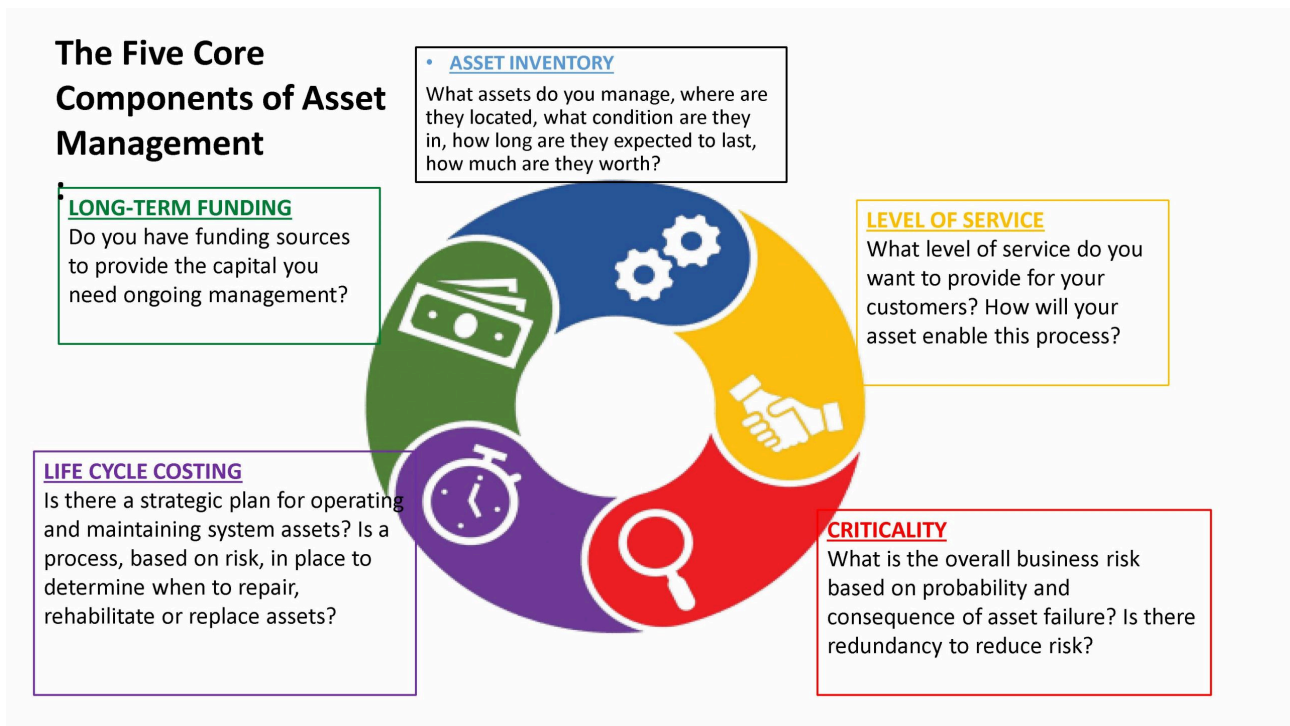 The Five Core
Components of Asset
Management
:
• ASSET INVENTORY
What assets do you manage, where are
they located, what condition are they
in, how long are they expected to last,
how much are they worth?
LONG-TERM FUNDING
Do you have funding sources
to provide the capital you
need ongoing management?
LEVEL OF SERVICE
What level of service do you
want to provide for your
customers? How will your
asset enable this process?
LIFE CYCLE COSTING
Is there a strategic plan for operating
and maintaining system assets? Is a
process, based on risk, in place to
determine when to repair,
rehabilitate or replace assets?
CRITICALITY
What is the overall business risk
based on probability and
consequence of asset failure? Is there
redundancy to reduce risk?